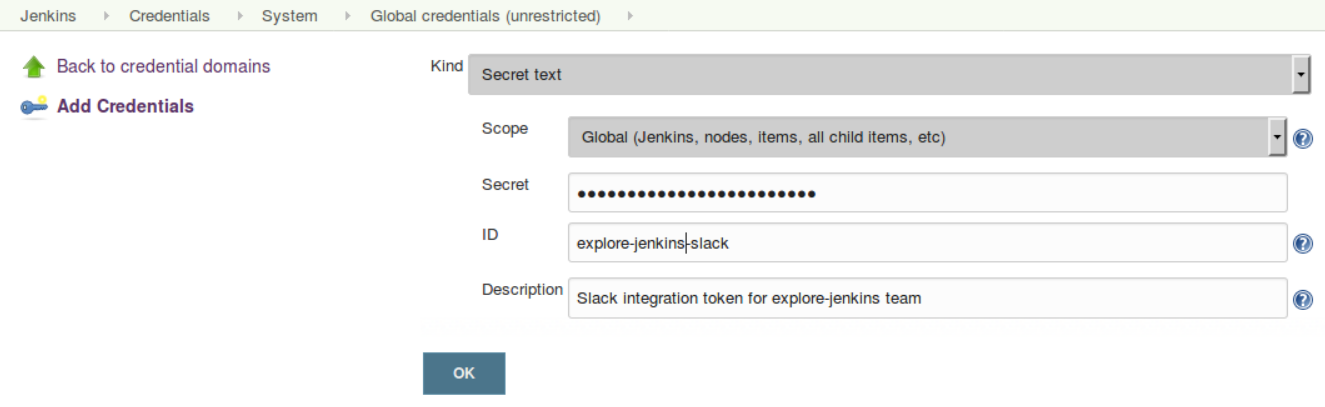 Jenkins Credentials System Global credentials (unrestricted)
Back to credential domains
Add Credentials
Kind Secret text
Scope Global (Jenkins, nodes, items, all child items, etc)
Secret ••••••••••••••••••••••••
ID explore-jenkins-slack
Description Slack integration token for explore-jenkins team
OK